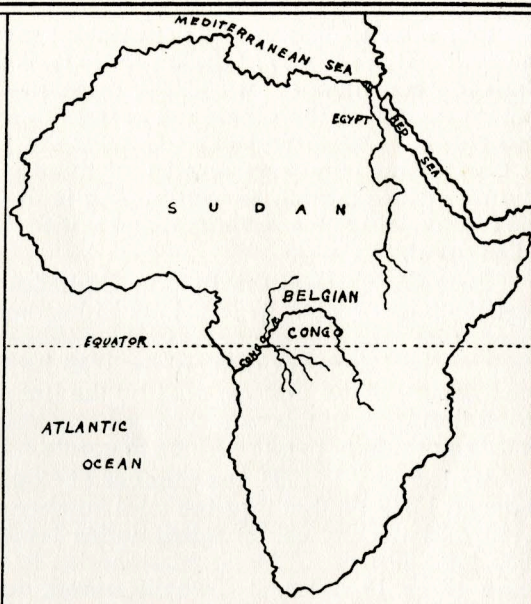 MEDITERRANEAN SEA
EGYPT
RED SEA
S U D A N
BELGIAN
CONGO
CONGO R.
EQUATOR
ATLANTIC
OCEAN